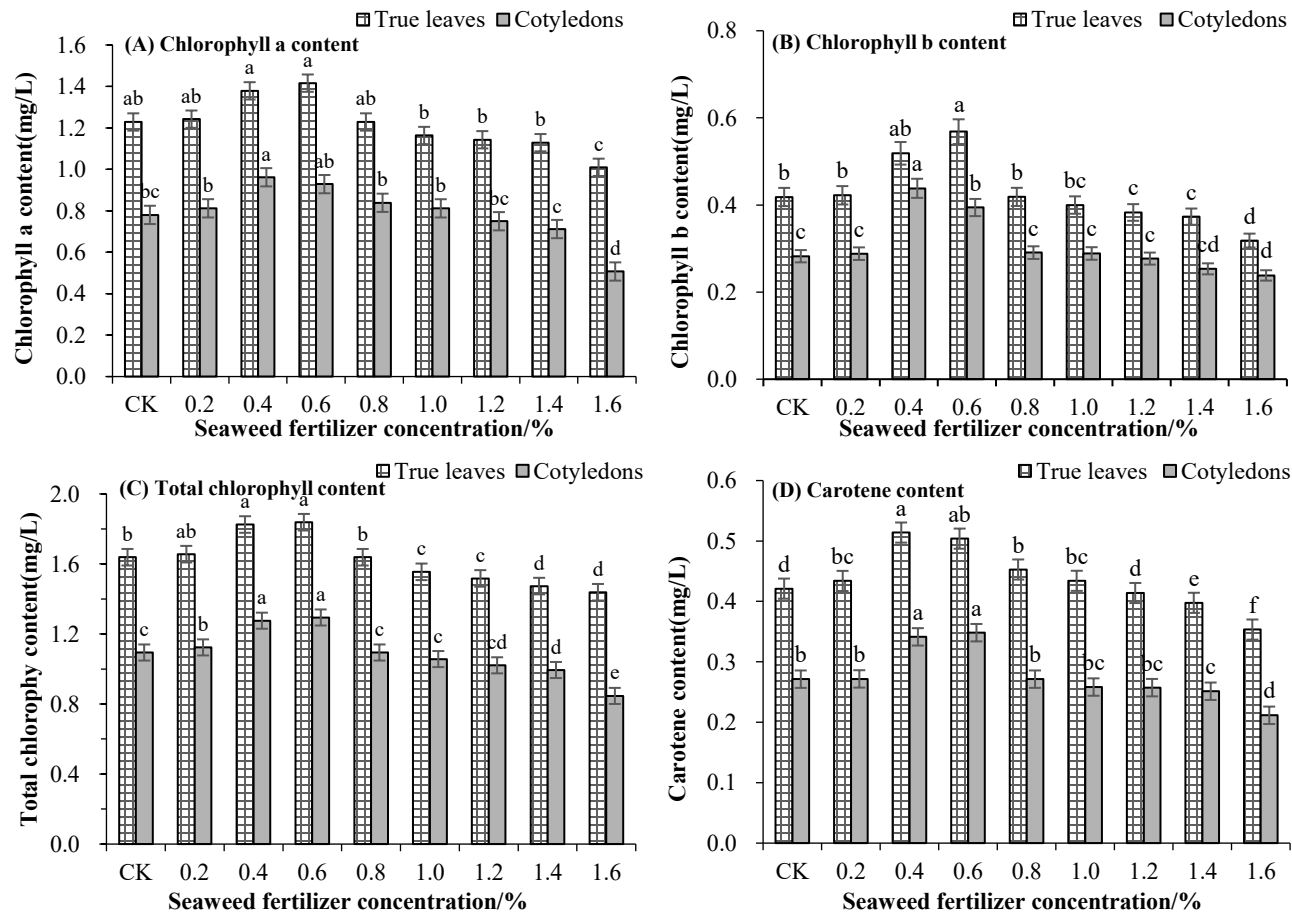 True leaves Cotyledons
(A) Chlorophyll a content
Chlorophyll a content(mg/L)
1.6
1.4
1.2
1.0
0.8
0.6
0.4
0.2
0.0
ab ab a a ab b b b c
bc b a ab b b bc c d
CK 0.2 0.4 0.6 0.8 1.0 1.2 1.4 1.6
Seaweed fertilizer concentration/%
True leaves Cotyledons
(B) Chlorophyll b content
Chlorophyll b content(mg/L)
0.8
0.6
0.4
0.2
0.0
b b ab a b bc c c d
c c a b c c c cd d
CK 0.2 0.4 0.6 0.8 1.0 1.2 1.4 1.6
Seaweed fertilizer concentration/%
True leaves Cotyledons
(C) Total chlorophyll content
Total chlorophy content(mg/L)
2.0
1.6
1.2
0.8
0.4
0.0
b ab a a b c c d d
c b a a c c cd d e
CK 0.2 0.4 0.6 0.8 1.0 1.2 1.4 1.6
Seaweed fertilizer concentration/%
True leaves Cotyledons
(D) Carotene content
Carotene content(mg/L)
0.6
0.5
0.4
0.3
0.2
0.1
0.0
d bc a ab b bc d e f
b b a a b bc bc c d
CK 0.2 0.4 0.6 0.8 1.0 1.2 1.4 1.6
Seaweed fertilizer concentration/%